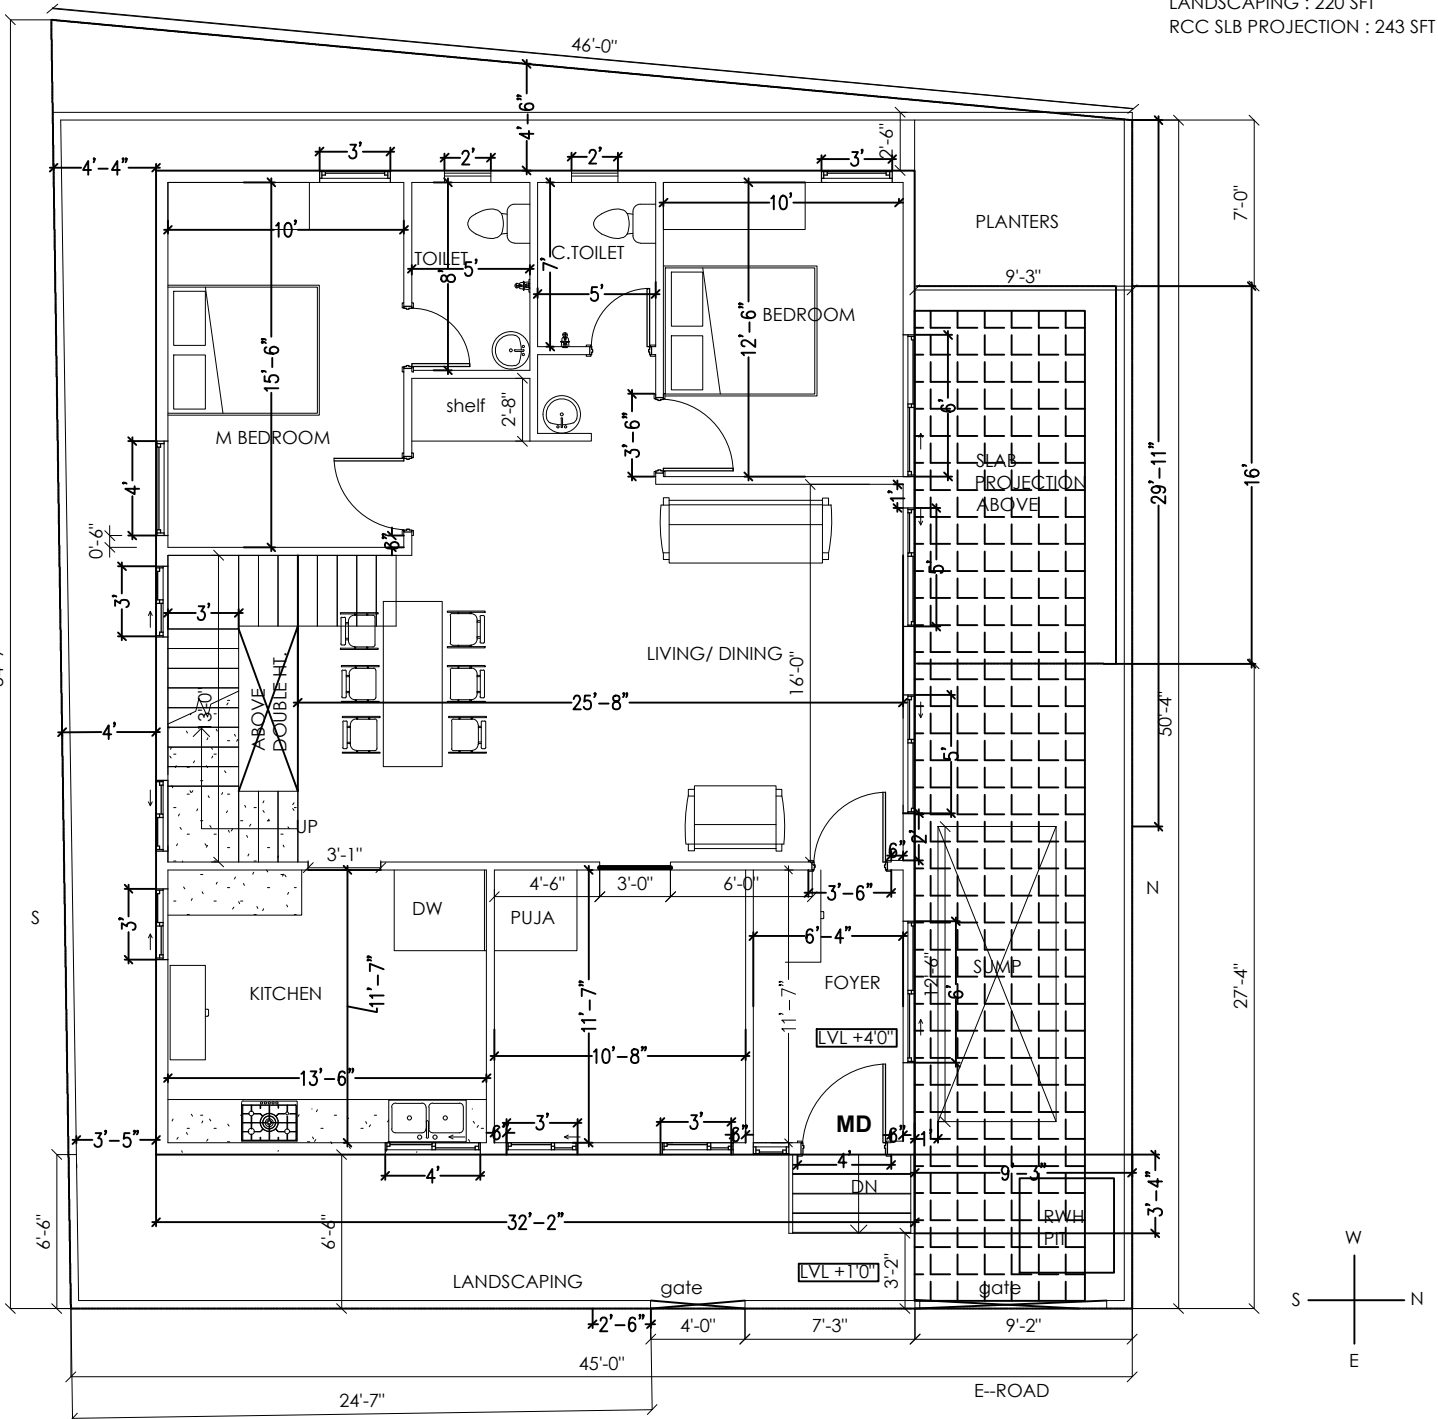 LANDSCAPING : 220 SFT
RCC SLB PROJECTION : 243 SFT
46'-0"
4'-6"
2'-6"
3'
2'
2'
3'
4'-4"
7'-0"
10'
TOILET
5'
8'
C.TOILET
7'
5'
10'
PLANTERS
9'-3"
BEDROOM
12'-6"
15'-6"
shelf
2'-8"
M BEDROOM
3'-6"
6'
SLAB
PROJECTION
ABOVE
29'-11"
16'
4'
1'
0'-6"
6"
5'
3'
3'
LIVING/ DINING
16'-0"
ABOVE
DOUBLE HT.
25'-8"
4'
5'
50'-4"
UP
3'-1"
2'
6"
4'-6"
3'-0"
6'-0"
3'-6"
DW
PUJA
3'
S
N
6'-4"
KITCHEN
11'-7"
11'-7"
11'-7"
FOYER
12'-6"
6'
SUMP
27'-4"
LVL +4'0"
10'-8"
13'-6"
3'-5"
6"
3'
3'
6"
MD
6"
1'
4'
4'
DN
9'-3"
3'-4"
32'-2"
RWH
PIT
6'-6"
6'-6"
LANDSCAPING
gate
LVL +1'0"
3'-2"
gate
W
S
N
E
2'-6"
4'-0"
7'-3"
9'-2"
45'-0"
24'-7"
E--ROAD